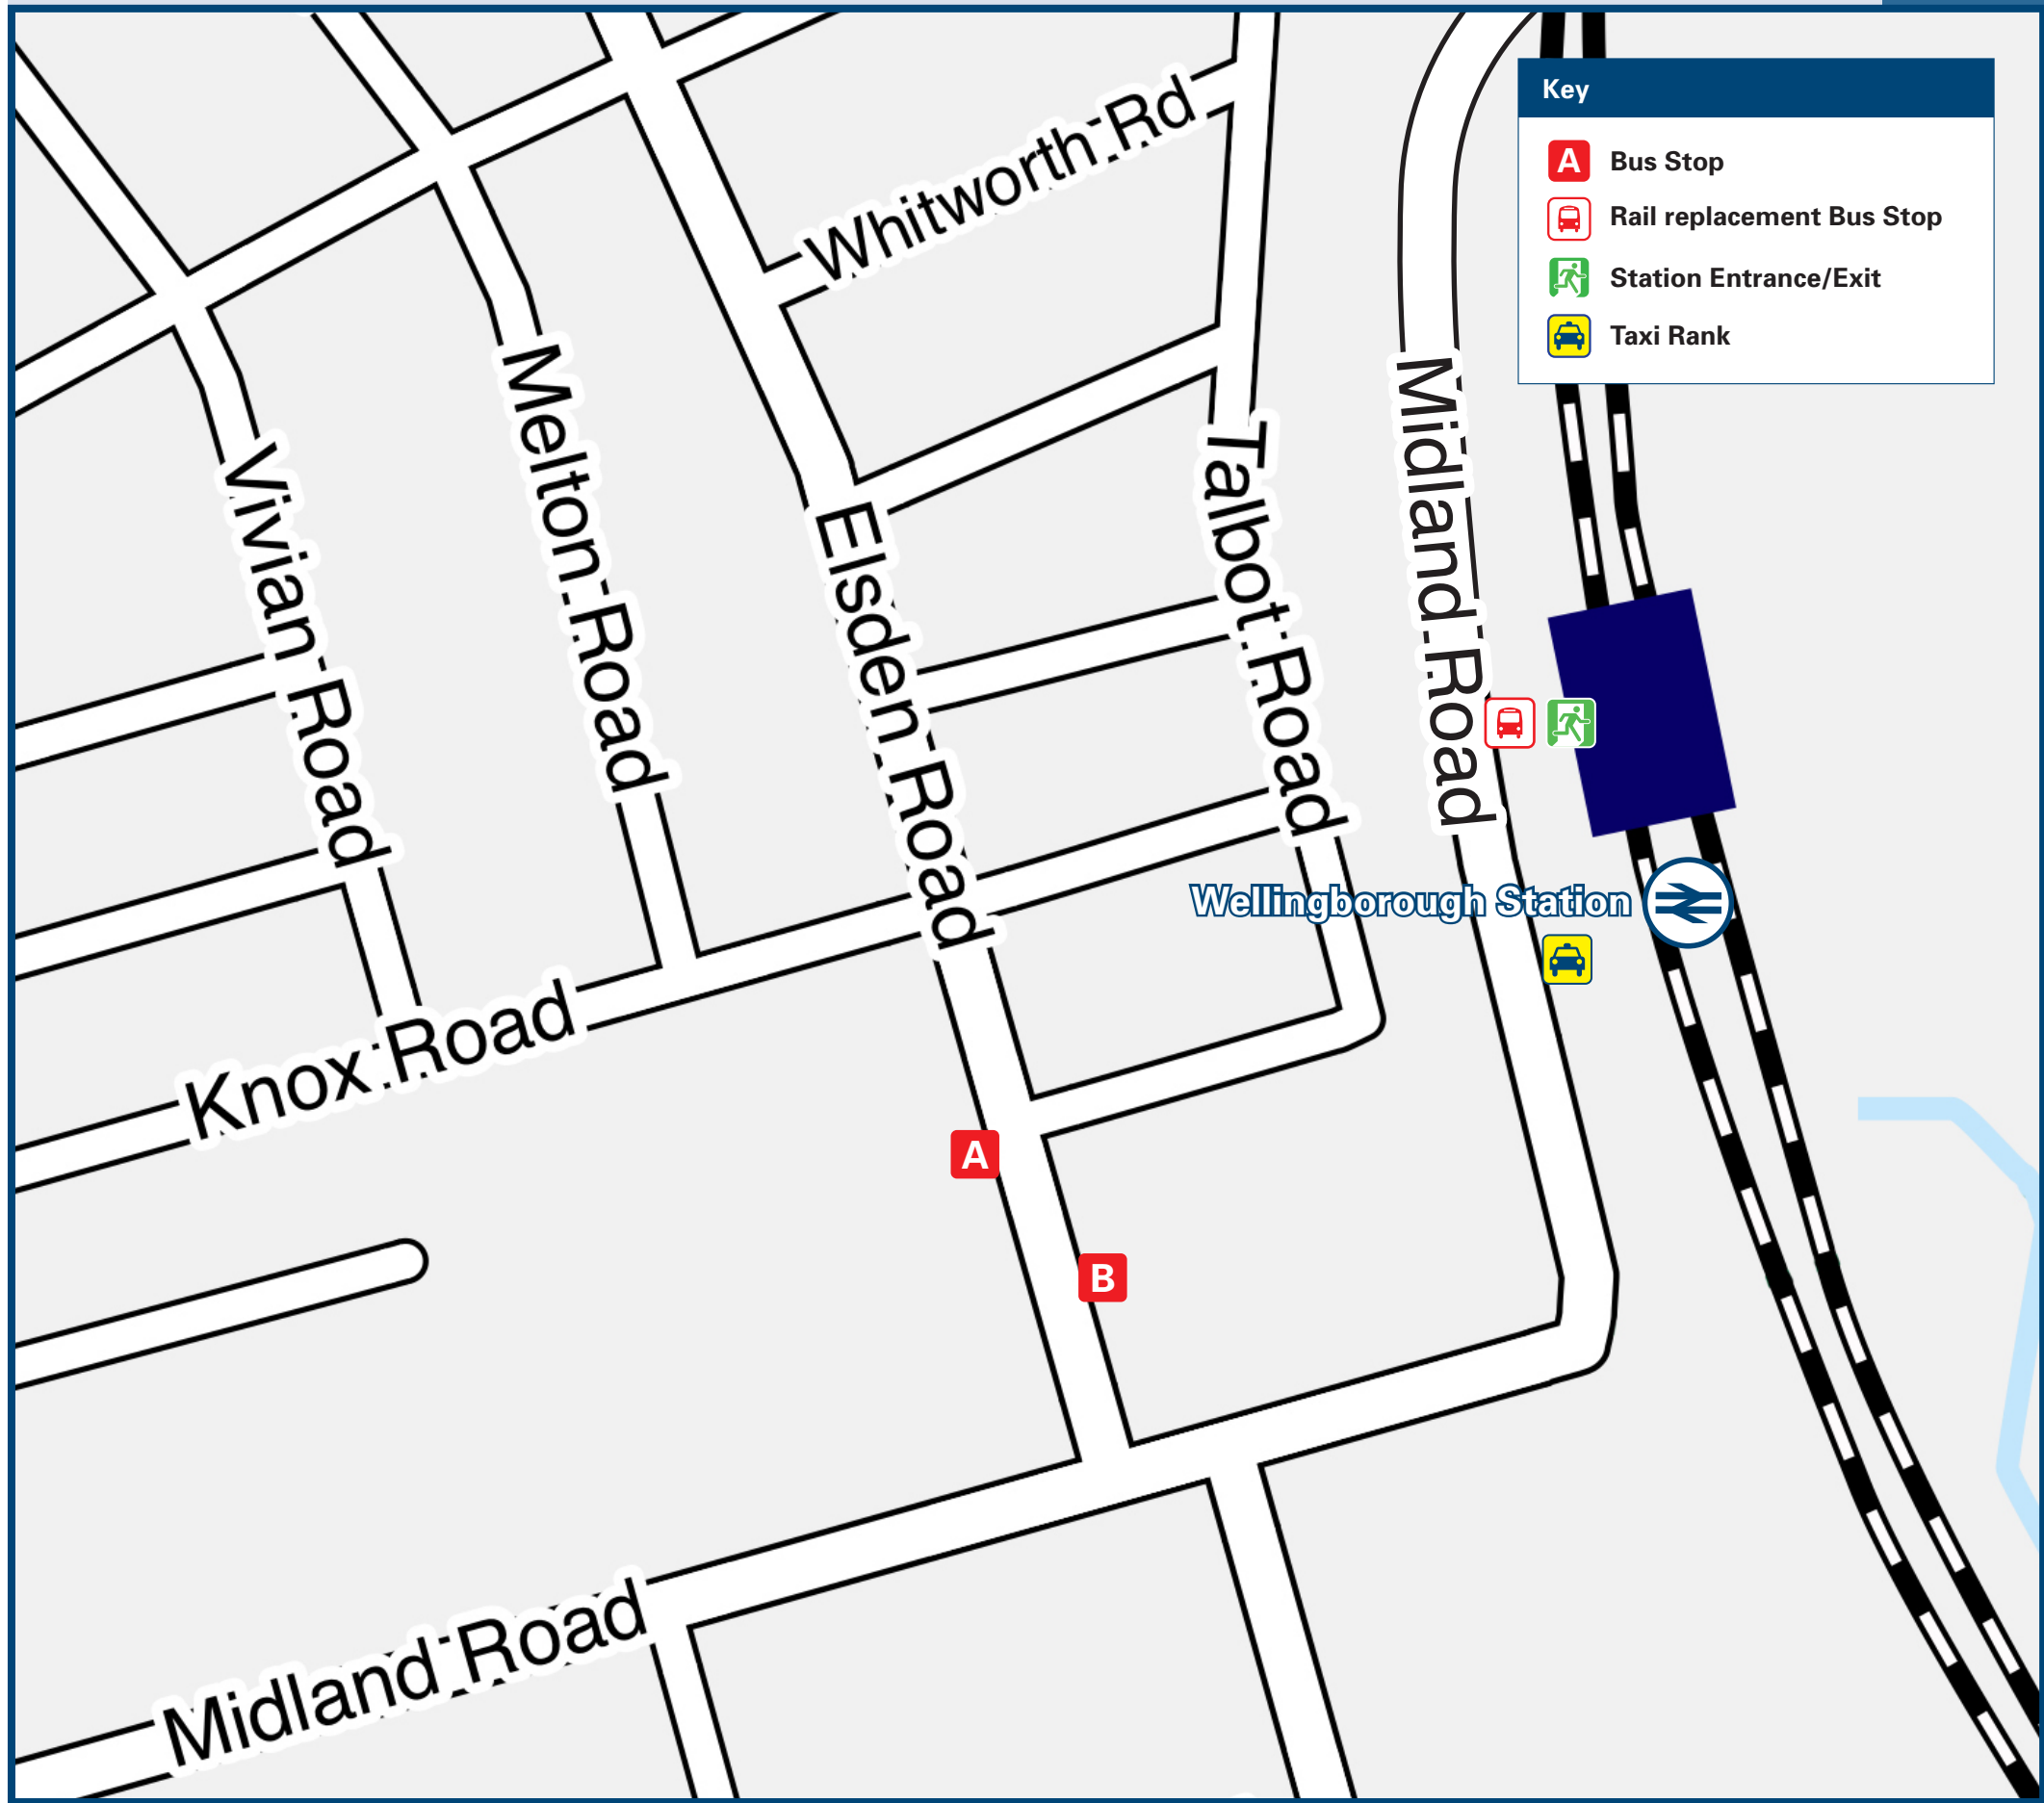 Key
A Bus Stop
Rail replacement Bus Stop
Station Entrance/Exit
Taxi Rank
Whitworth Rd
Melton Road
Vivian Road
Elsden Road
Talbot Road
Midland Road
Wellingborough Station
Knox Road
A
B
Midland Road